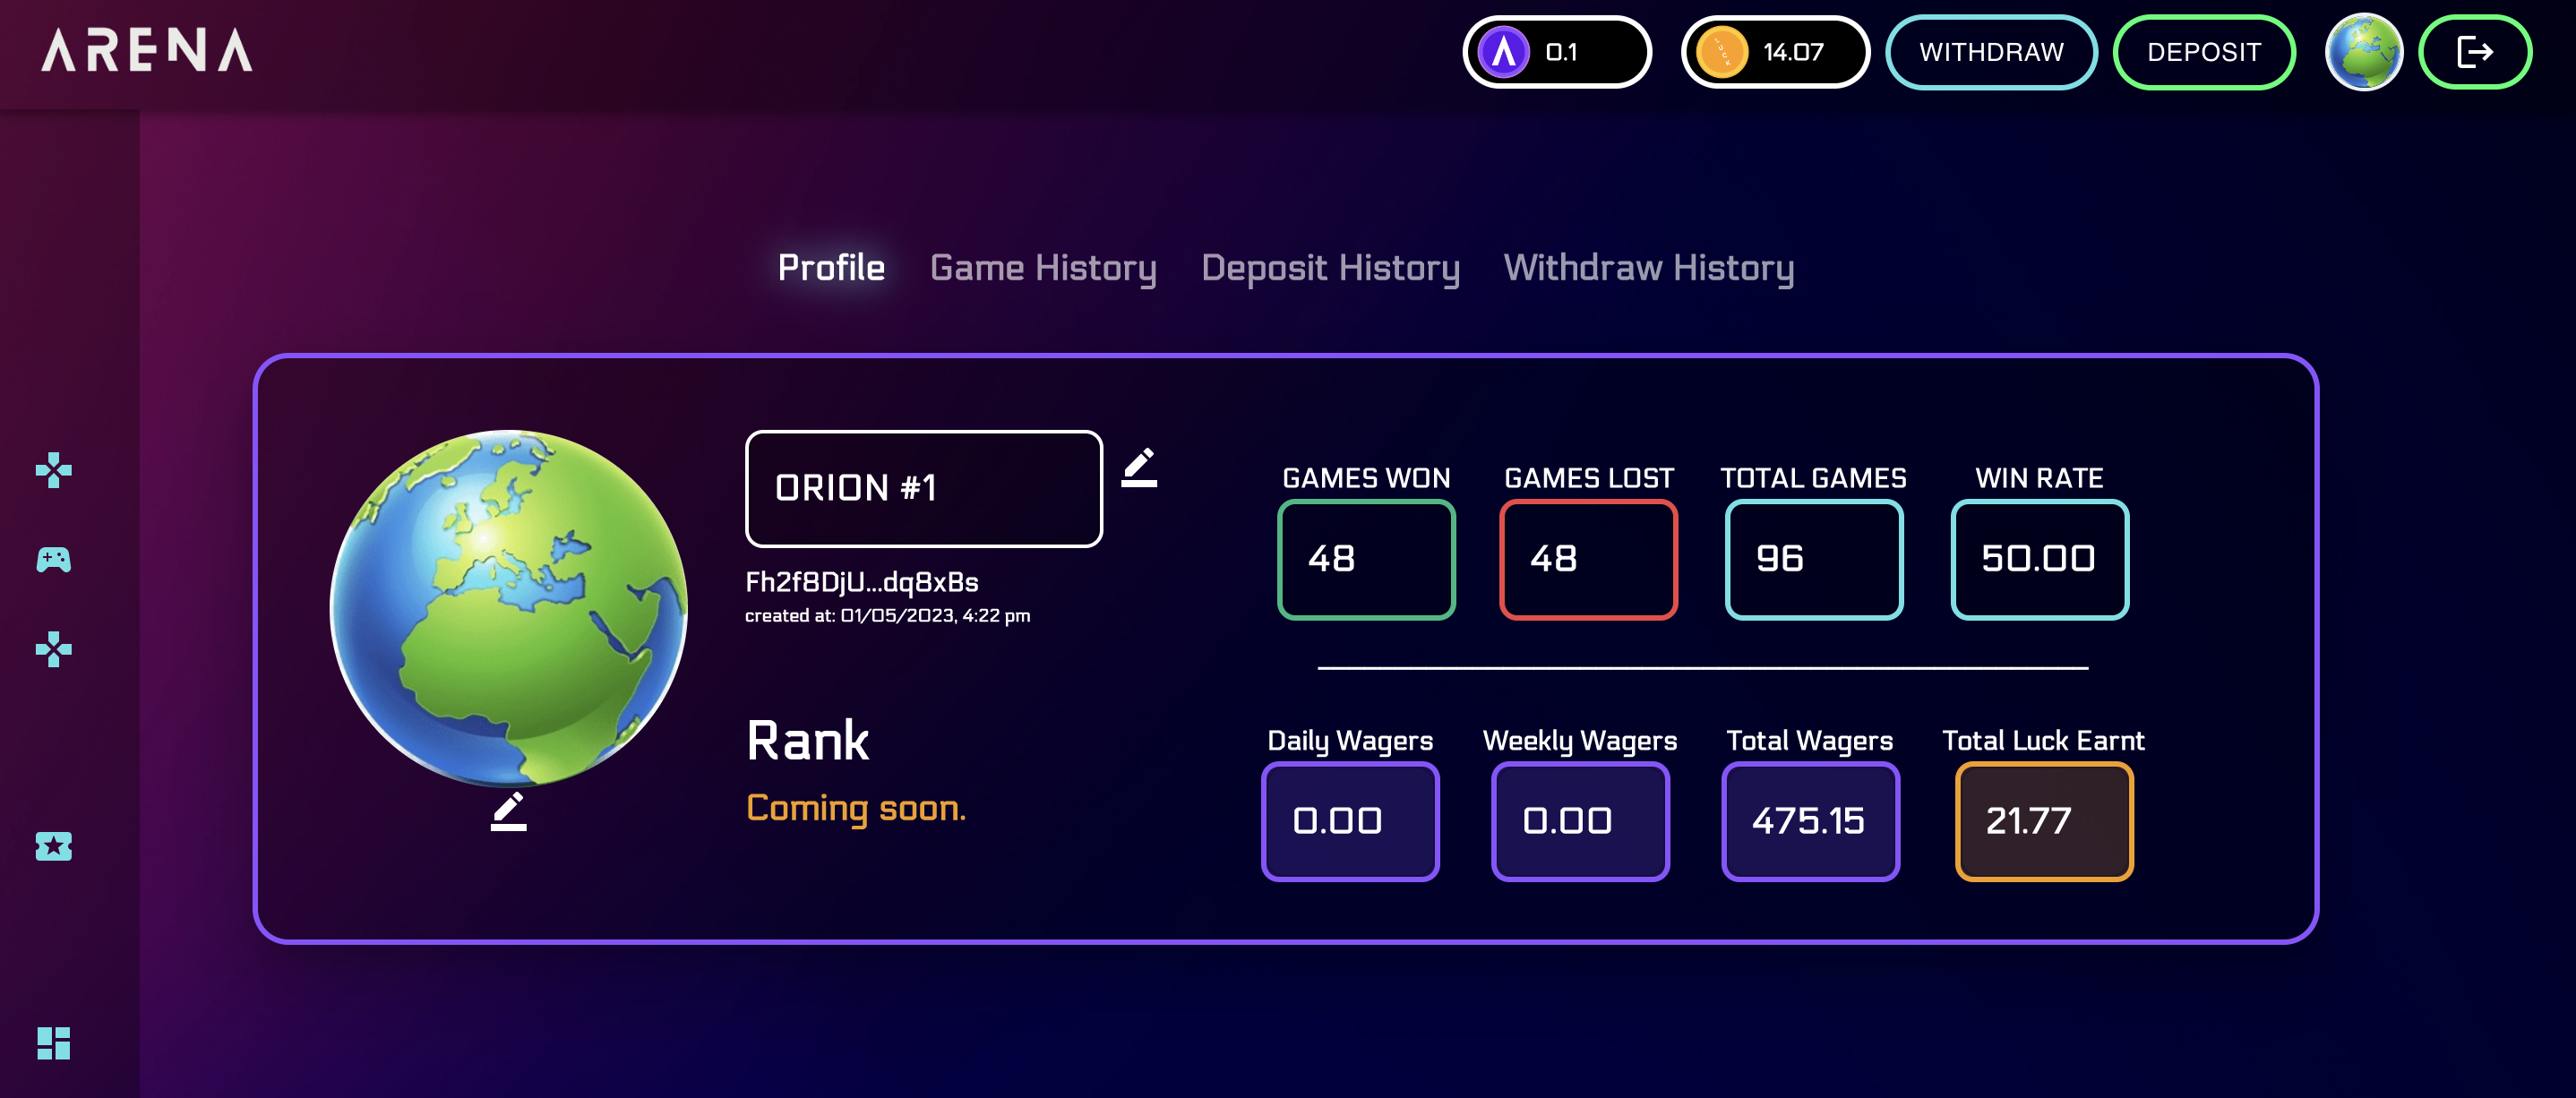 ARENA
0.1
LUCK
14.07
WITHDRAW
DEPOSIT
Profile
Game History
Deposit History
Withdraw History
ORION #1
Fh2f8DjU...dq8xBs
created at: 01/05/2023, 4:22 pm
Rank
Coming soon.
GAMES WON
GAMES LOST
TOTAL GAMES
WIN RATE
48
48
96
50.00
Daily Wagers
Weekly Wagers
Total Wagers
Total Luck Earnt
0.00
0.00
475.15
21.77